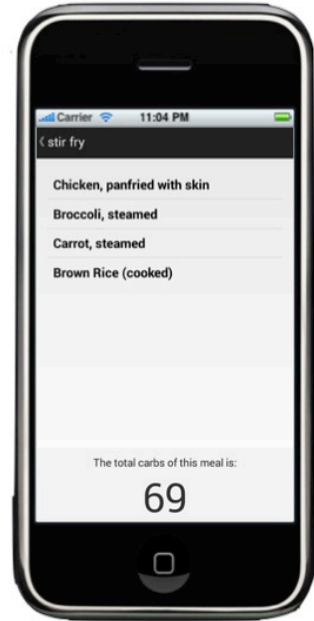 Carrier 11:04 PM
stir fry
Chicken, panfried with skin
Broccoli, steamed
Carrot, steamed
Brown Rice (cooked)
The total carbs of this meal is:
69